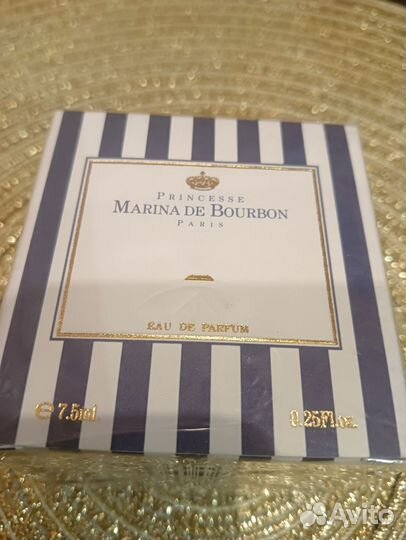 PRINCESSE
MARINA DE BOURBON
PARIS
EAU DE PARFUM
e 7.5ml. 0.25Fl.oz.
Avito